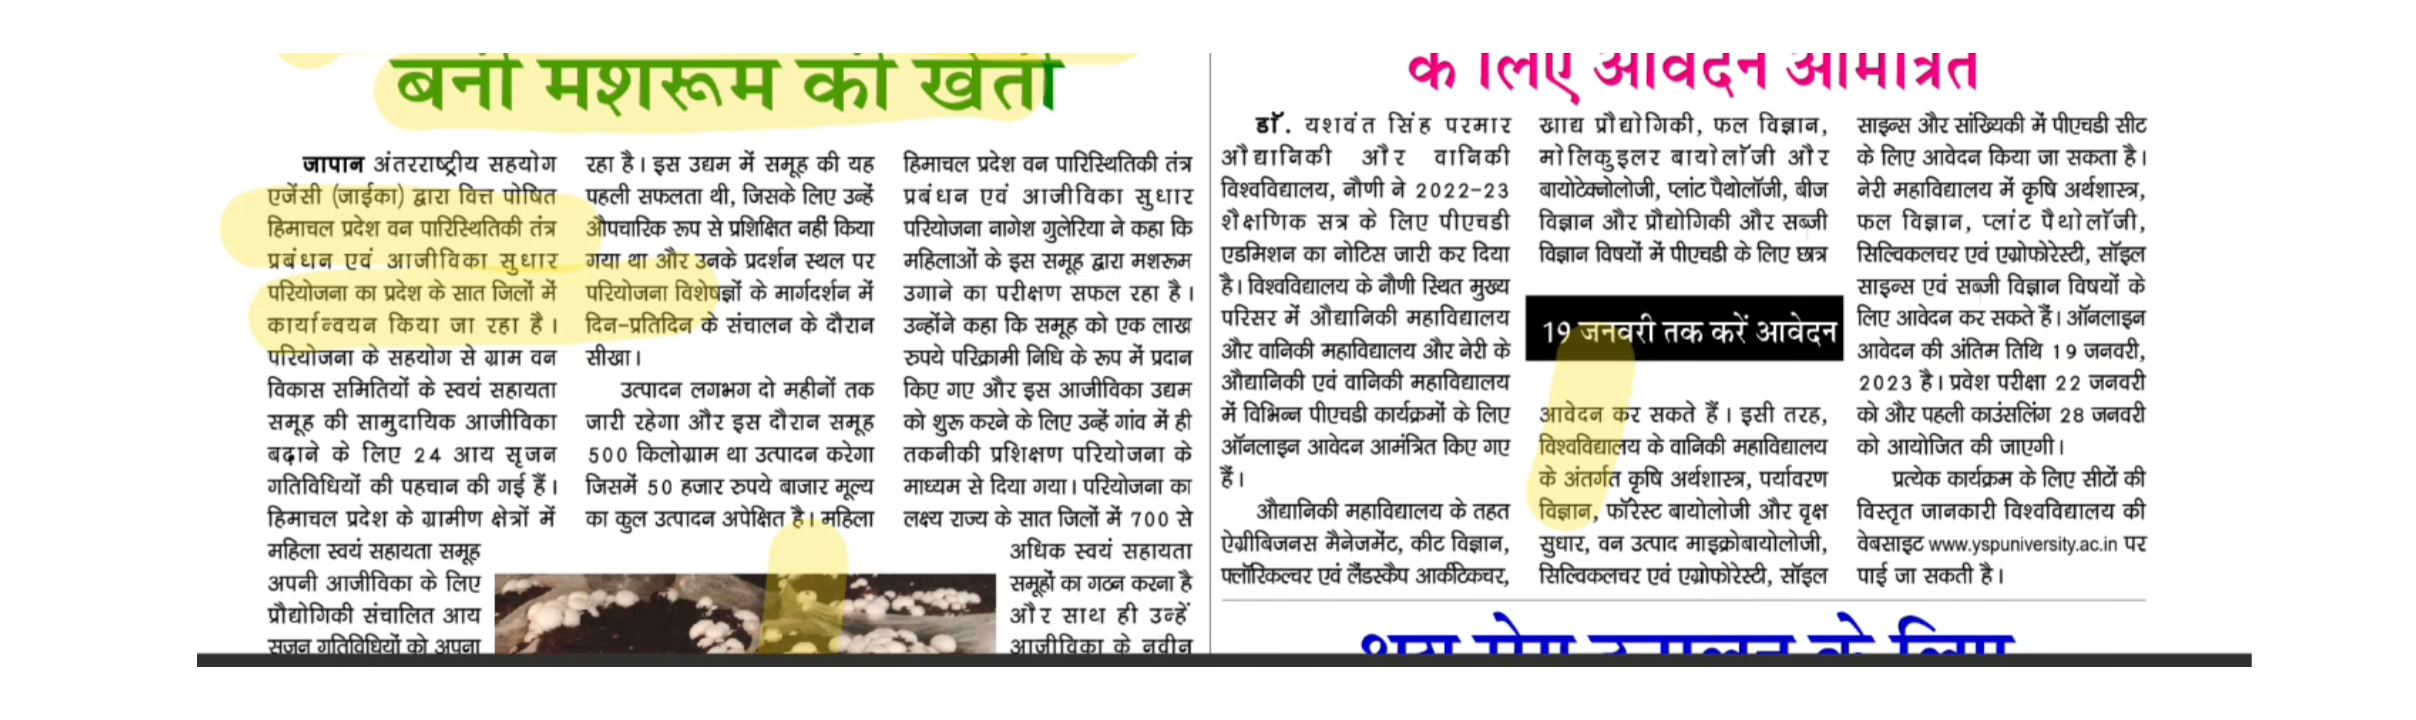 बनी मशरूम की खेती
जापान अंतरराष्ट्रीय सहयोग
एजेंसी (जाईका) द्वारा वित्त पोषित
हिमाचल प्रदेश वन पारिस्थितिकी तंत्र
प्रबंधन एवं आजीविका सुधार
परियोजना का प्रदेश के सात जिलों में
कार्यान्वयन किया जा रहा है।
परियोजना के सहयोग से ग्राम वन
विकास समितियों के स्वयं सहायता
समूह की सामुदायिक आजीविका
बढ़ाने के लिए 24 आय सृजन
गतिविधियों की पहचान की गई हैं।
हिमाचल प्रदेश के ग्रामीण क्षेत्रों में
महिला स्वयं सहायता समूह
अपनी आजीविका के लिए
प्रौद्योगिकी संचालित आय
सृजन गतिविधियों को अपना
रहा है। इस उद्यम में समूह की यह
पहली सफलता थी, जिसके लिए उन्हें
औपचारिक रूप से प्रशिक्षित नहीं किया
गया था और उनके प्रदर्शन स्थल पर
परियोजना विशेषज्ञों के मार्गदर्शन में
दिन-प्रतिदिन के संचालन के दौरान
सीखा।
उत्पादन लगभग दो महीनों तक
जारी रहेगा और इस दौरान समूह
500 किलोग्राम था उत्पादन करेगा
जिसमें 50 हजार रुपये बाजार मूल्य
का कुल उत्पादन अपेक्षित है। महिला
हिमाचल प्रदेश वन पारिस्थितिकी तंत्र
प्रबंधन एवं आजीविका सुधार
परियोजना नागेश गुलेरिया ने कहा कि
महिलाओं के इस समूह द्वारा मशरूम
उगाने का परीक्षण सफल रहा है।
उन्होंने कहा कि समूह को एक लाख
रुपये परिक्रामी निधि के रूप में प्रदान
किए गए और इस आजीविका उद्यम
को शुरू करने के लिए उन्हें गांव में ही
तकनीकी प्रशिक्षण परियोजना के
माध्यम से दिया गया। परियोजना का
लक्ष्य राज्य के सात जिलों में 700 से
अधिक स्वयं सहायता
समूहों का गठन करना है
और साथ ही उन्हें
आजीविका के नवीन
के लिए आवेदन आमंत्रित
डॉ. यशवंत सिंह परमार
औद्यानिकी और वानिकी
विश्वविद्यालय, नौणी ने 2022-23
शैक्षणिक सत्र के लिए पीएचडी
एडमिशन का नोटिस जारी कर दिया
है। विश्वविद्यालय के नौणी स्थित मुख्य
परिसर में औद्यानिकी महाविद्यालय
और वानिकी महाविद्यालय और नेरी के
औद्यानिकी एवं वानिकी महाविद्यालय
में विभिन्न पीएचडी कार्यक्रमों के लिए
ऑनलाइन आवेदन आमंत्रित किए गए
हैं।
औद्यानिकी महाविद्यालय के तहत
ऐग्रीबिजनस मैनेजमेंट, कीट विज्ञान,
फ्लॉरिकल्चर एवं लैंडस्कैप आर्कीटेक्चर,
खाद्य प्रौद्योगिकी, फल विज्ञान,
मोलिकुइलर बायोलॉजी और
बायोटेक्नोलोजी, प्लांट पैथोलॉजी, बीज
विज्ञान और प्रौद्योगिकी और सब्जी
विज्ञान विषयों में पीएचडी के लिए छात्र
19 जनवरी तक करें आवेदन
आवेदन कर सकते हैं। इसी तरह,
विश्वविद्यालय के वानिकी महाविद्यालय
के अंतर्गत कृषि अर्थशास्त्र, पर्यावरण
विज्ञान, फॉरेस्ट बायोलोजी और वृक्ष
सुधार, वन उत्पाद माइक्रोबायोलोजी,
सिल्विकलचर एवं एग्रोफोरेस्टी, सॉइल
साइन्स और सांख्यिकी में पीएचडी सीट
के लिए आवेदन किया जा सकता है।
नेरी महाविद्यालय में कृषि अर्थशास्त्र,
फल विज्ञान, प्लांट पैथोलॉजी,
सिल्विकलचर एवं एग्रोफोरेस्टी, सॉइल
साइन्स एवं सब्जी विज्ञान विषयों के
लिए आवेदन कर सकते हैं। ऑनलाइन
आवेदन की अंतिम तिथि 19 जनवरी,
2023 है। प्रवेश परीक्षा 22 जनवरी
को और पहली काउंसलिंग 28 जनवरी
को आयोजित की जाएगी।
प्रत्येक कार्यक्रम के लिए सीटों की
विस्तृत जानकारी विश्वविद्यालय की
वेबसाइट www.yspuniversity.ac.in पर
पाई जा सकती है।
के लिए